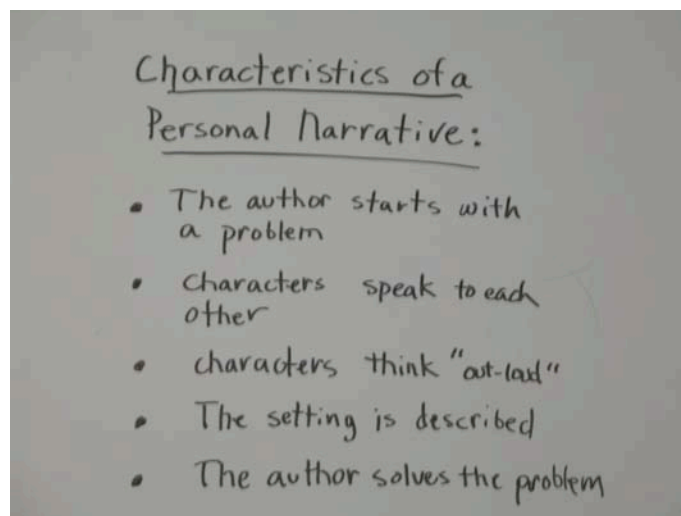 Characteristics of a
Personal Narrative:
• The author starts with
a problem
• Characters speak to each
other
• characters think "out-loud"
• The setting is described
• The author solves the problem